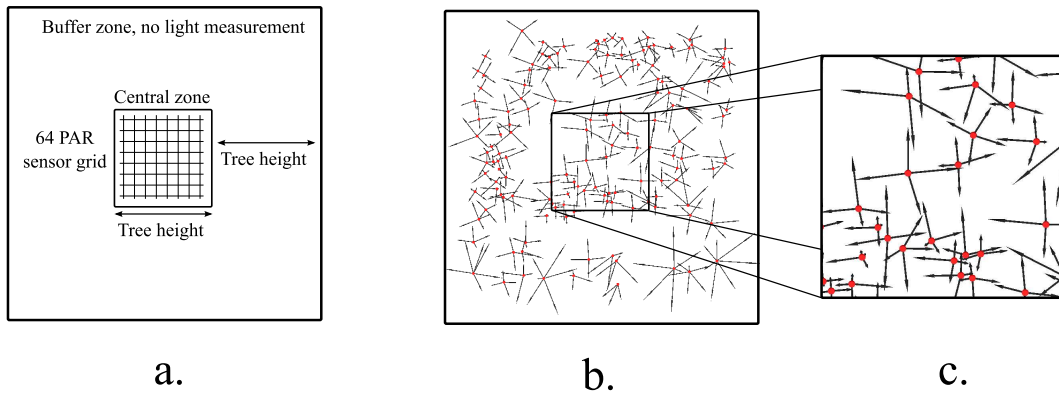 Buffer zone, no light measurement
Central zone
64 PAR
sensor grid
Tree height
Tree height
a.
b.
c.